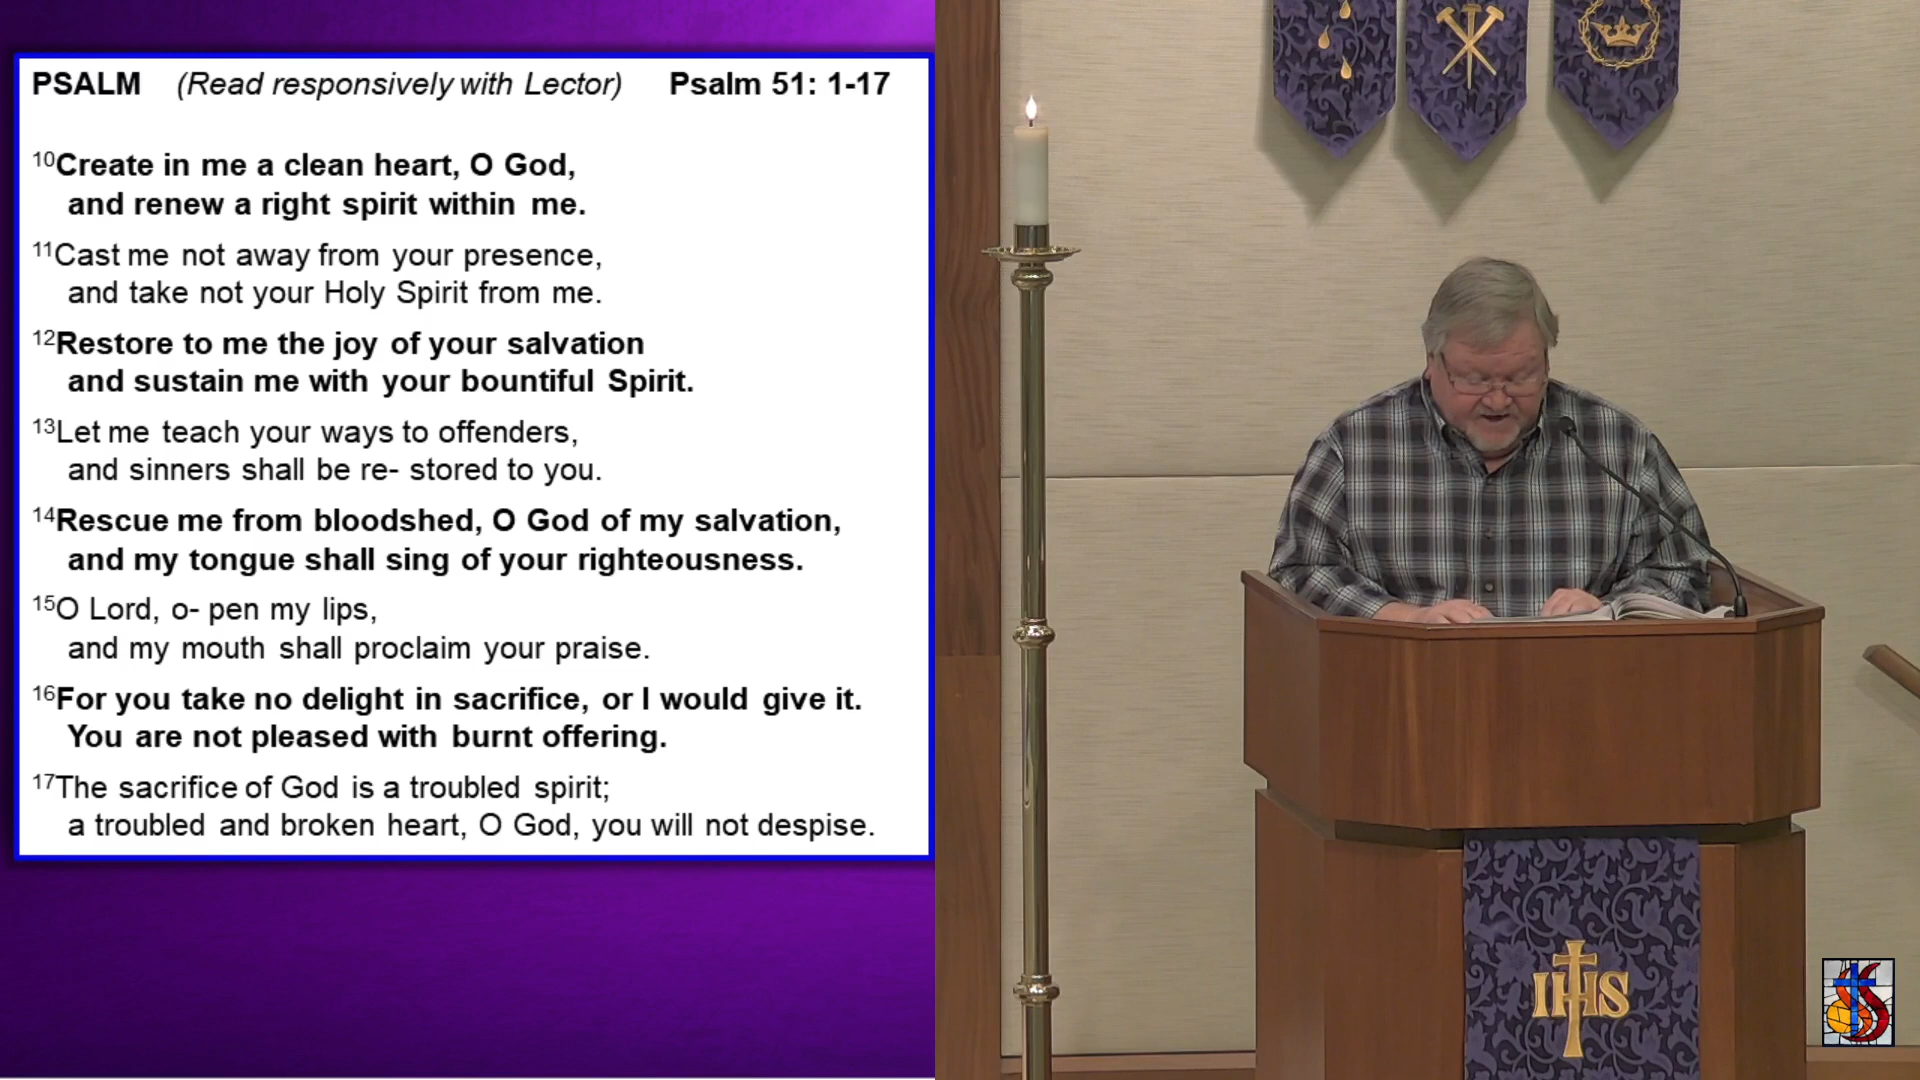 PSALM (Read responsively with Lector) Psalm 51: 1-17
10Create in me a clean heart, O God,
and renew a right spirit within me.
11Cast me not away from your presence,
and take not your Holy Spirit from me.
12Restore to me the joy of your salvation
and sustain me with your bountiful Spirit.
13Let me teach your ways to offenders,
and sinners shall be re- stored to you.
14Rescue me from bloodshed, O God of my salvation,
and my tongue shall sing of your righteousness.
15O Lord, o- pen my lips,
and my mouth shall proclaim your praise.
16For you take no delight in sacrifice, or I would give it.
You are not pleased with burnt offering.
17The sacrifice of God is a troubled spirit;
a troubled and broken heart, O God, you will not despise.
IHS